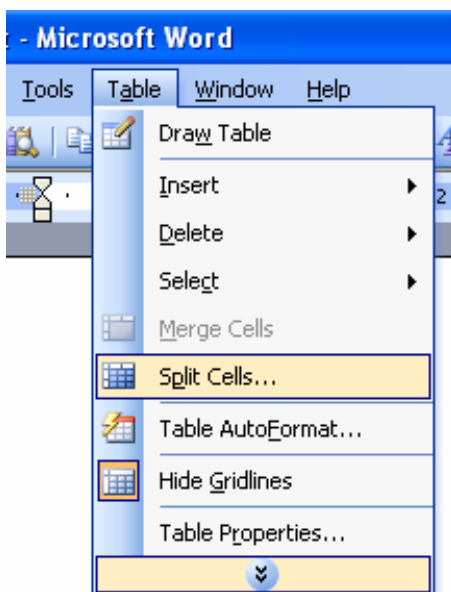 - Microsoft Word
Tools Table Window Help
Draw Table
Insert
2
Delete
Select
Merge Cells
Split Cells...
Table AutoFormat...
Hide Gridlines
Table Properties...